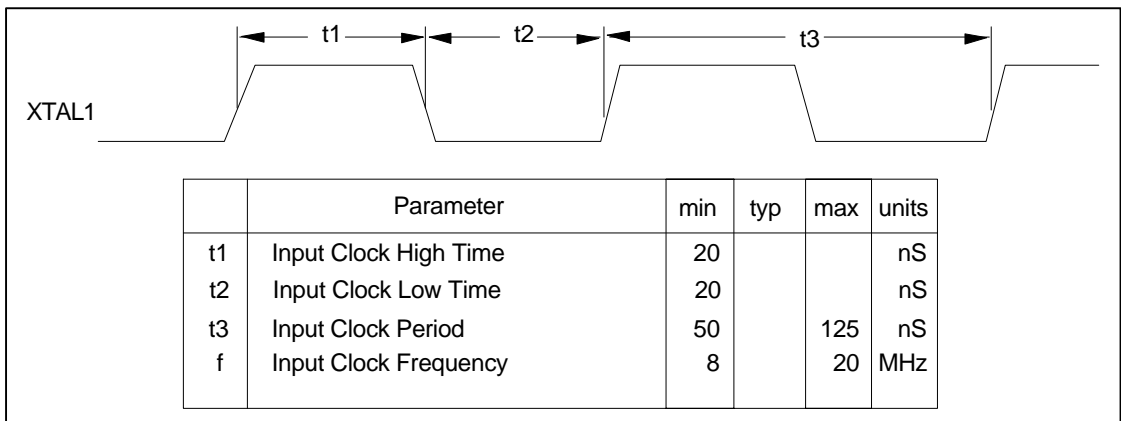 t1 t2 t3
XTAL1
Parameter min typ max units
t1 Input Clock High Time 20 nS
t2 Input Clock Low Time 20 nS
t3 Input Clock Period 50 125 nS
f Input Clock Frequency 8 20 MHz